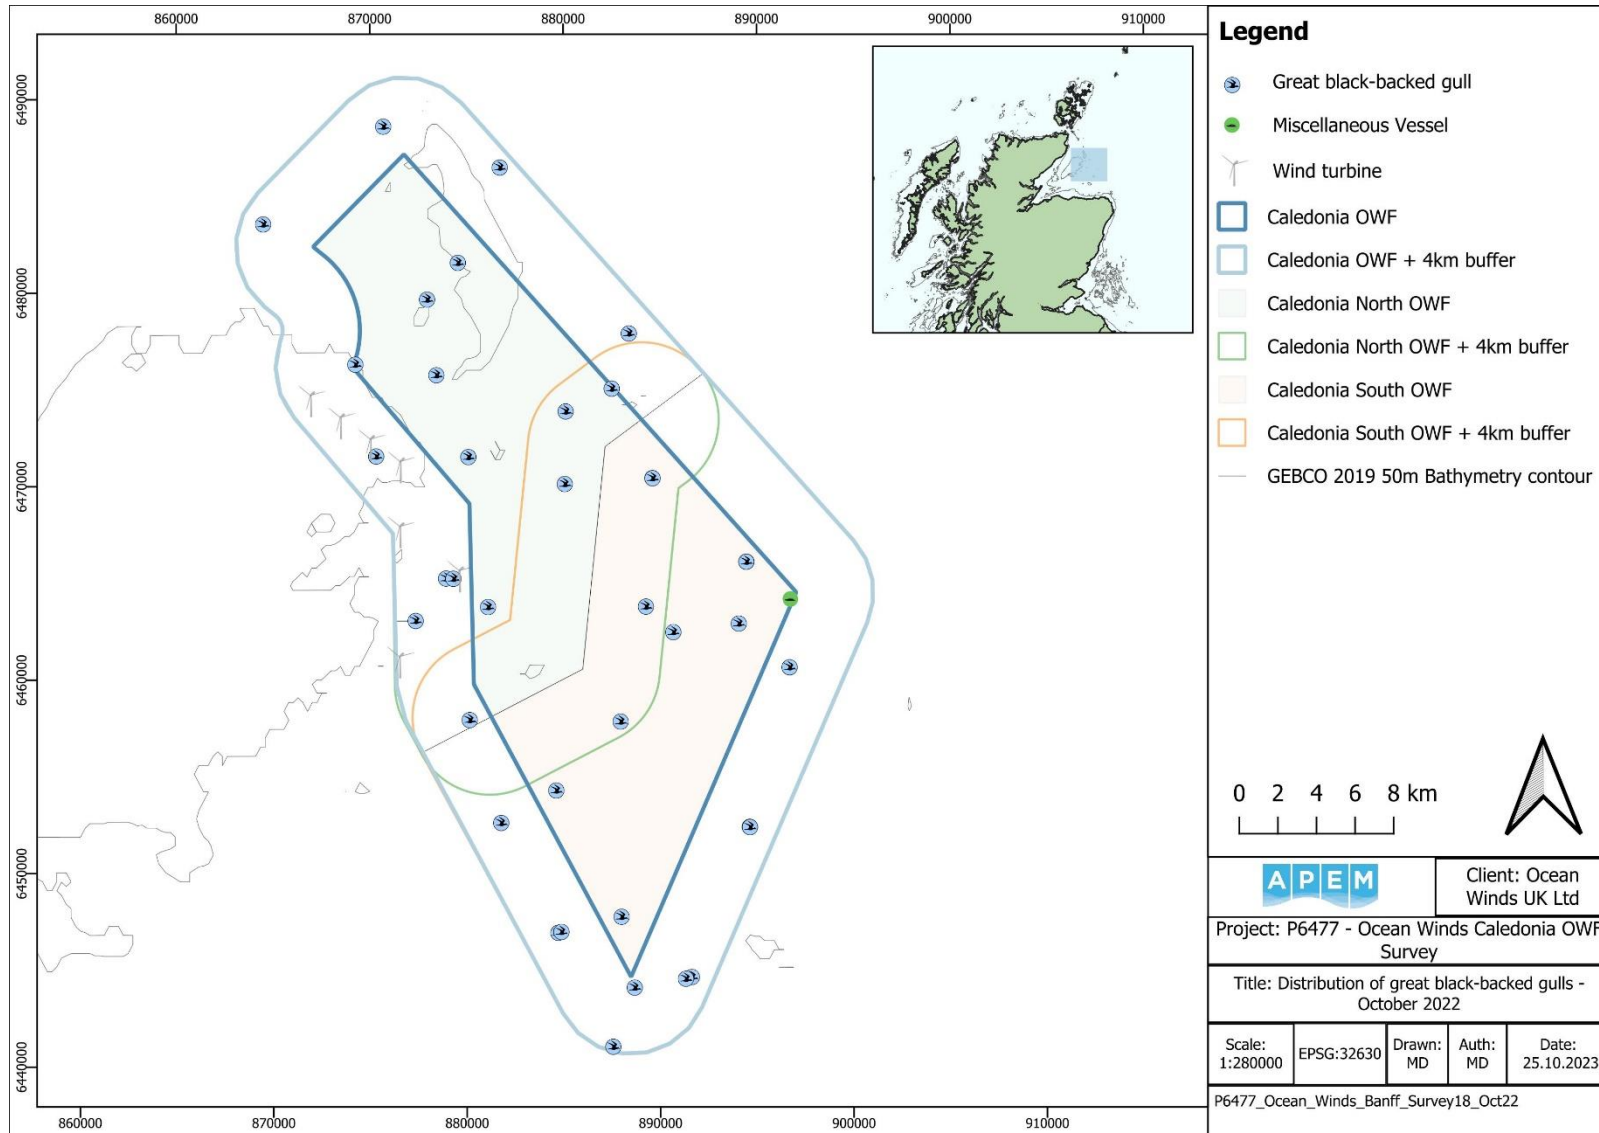 860000 870000 880000 890000 900000 910000
6490000
6480000
6470000
6460000
6450000
6440000
860000 870000 880000 890000 900000 910000
Legend
Great black-backed gull
Miscellaneous Vessel
Wind turbine
Caledonia OWF
Caledonia OWF + 4km buffer
Caledonia North OWF
Caledonia North OWF + 4km buffer
Caledonia South OWF
Caledonia South OWF + 4km buffer
GEBCO 2019 50m Bathymetry contour
0 2 4 6 8 km
APEM
Client: Ocean
Winds UK Ltd
Project: P6477 - Ocean Winds Caledonia OWF
Survey
Title: Distribution of great black-backed gulls -
October 2022
Scale:
1:280000
EPSG:32630
Drawn:
MD
Auth:
MD
Date:
25.10.2023
P6477_Ocean_Winds_Banff_Survey18_Oct22